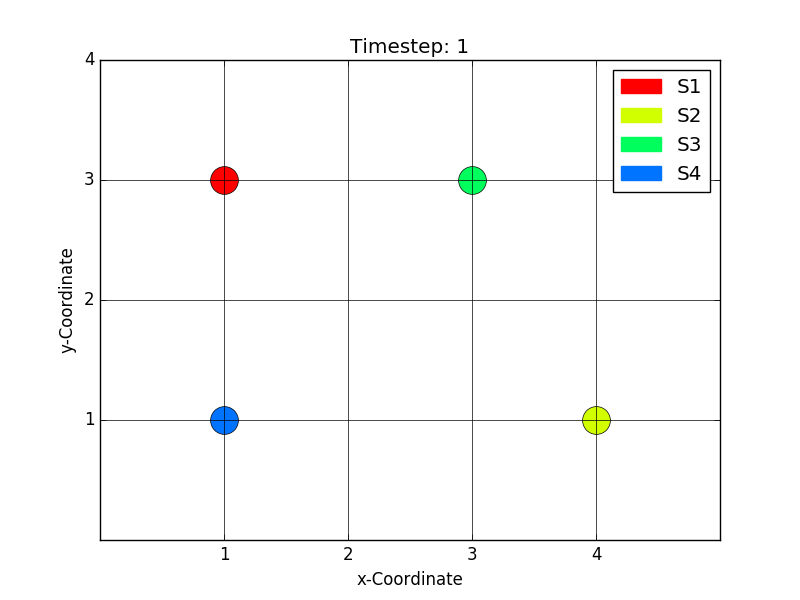 Timestep: 1
S1
S2
S3
S4
4
3
2
1
y-Coordinate
1 2 3 4
x-Coordinate